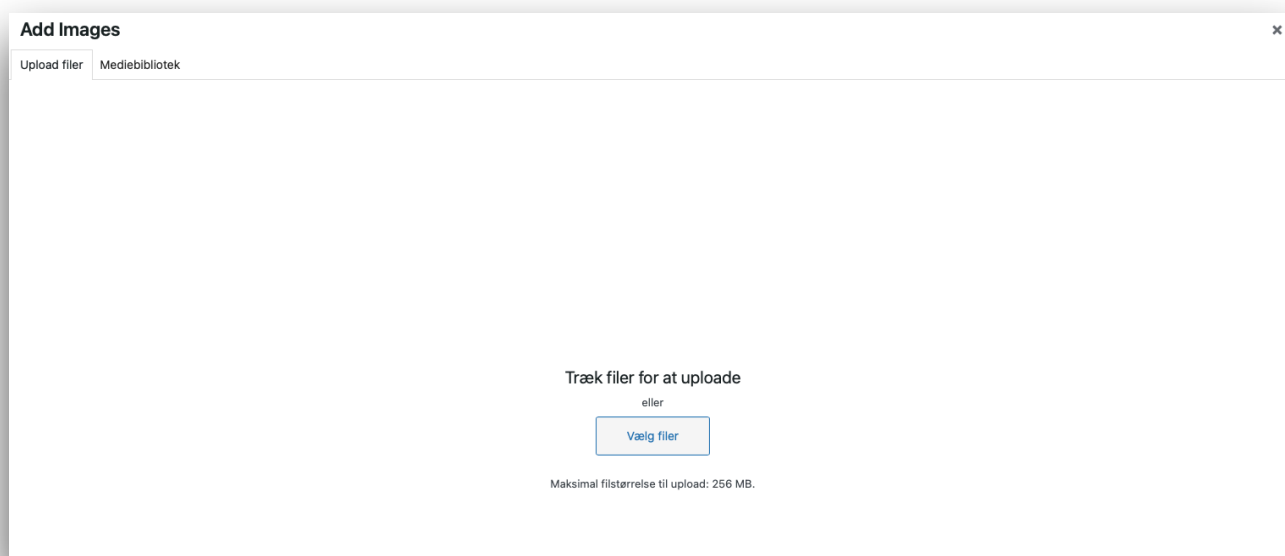 Add Images
×
Upload filer
Mediebibliotek
Træk filer for at uploade
eller
Vælg filer
Maksimal filstørrelse til upload: 256 MB.